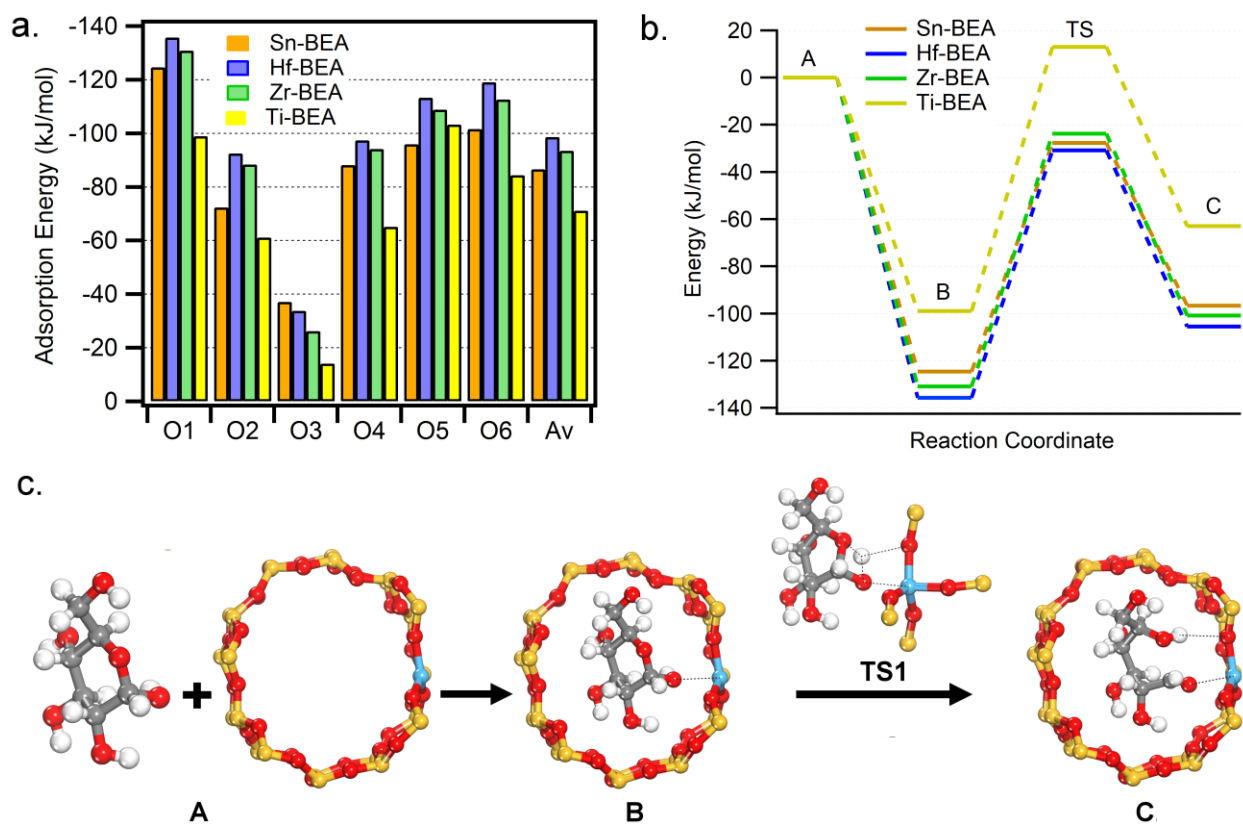 a.
Adsorption Energy (kJ/mol)
-140
-120
-100
-80
-60
-40
-20
0
Sn-BEA
Hf-BEA
Zr-BEA
Ti-BEA
O1 O2 O3 O4 O5 O6 Av
b.
Energy (kJ/mol)
20
0
-20
-40
-60
-80
-100
-120
-140
Sn-BEA
Hf-BEA
Zr-BEA
Ti-BEA
A
B
TS
C
Reaction Coordinate
c.
+
TS1
A B C